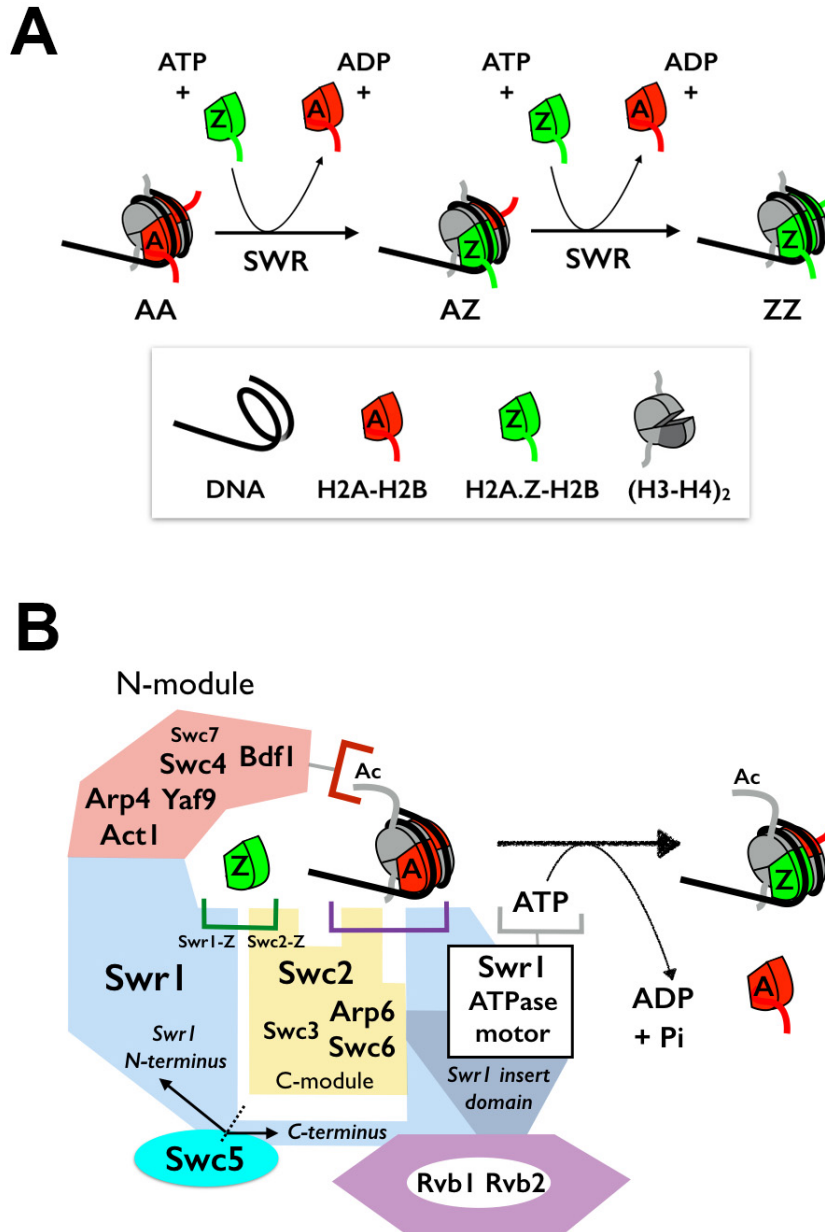 A
ATP ADP ATP ADP
+ + + +
Z A Z A
A Z Z
SWR SWR
AA AZ ZZ
A Z
DNA H2A-H2B H2A.Z-H2B (H3-H4)2
B
N-module
Swc7
Swc4 Bdf1
Arp4 Yaf9
Act1
Ac
Ac
Z A Z
ATP
Swr1-Z Swc2-Z
Swr1 Swc2 Swr1
ATPase
motor
A
Arp6
Swc3
Swc6
C-module
ADP
+ Pi
Swr1
N-terminus
Swr1 insert
domain
C-terminus
Swc5
Rvb1 Rvb2